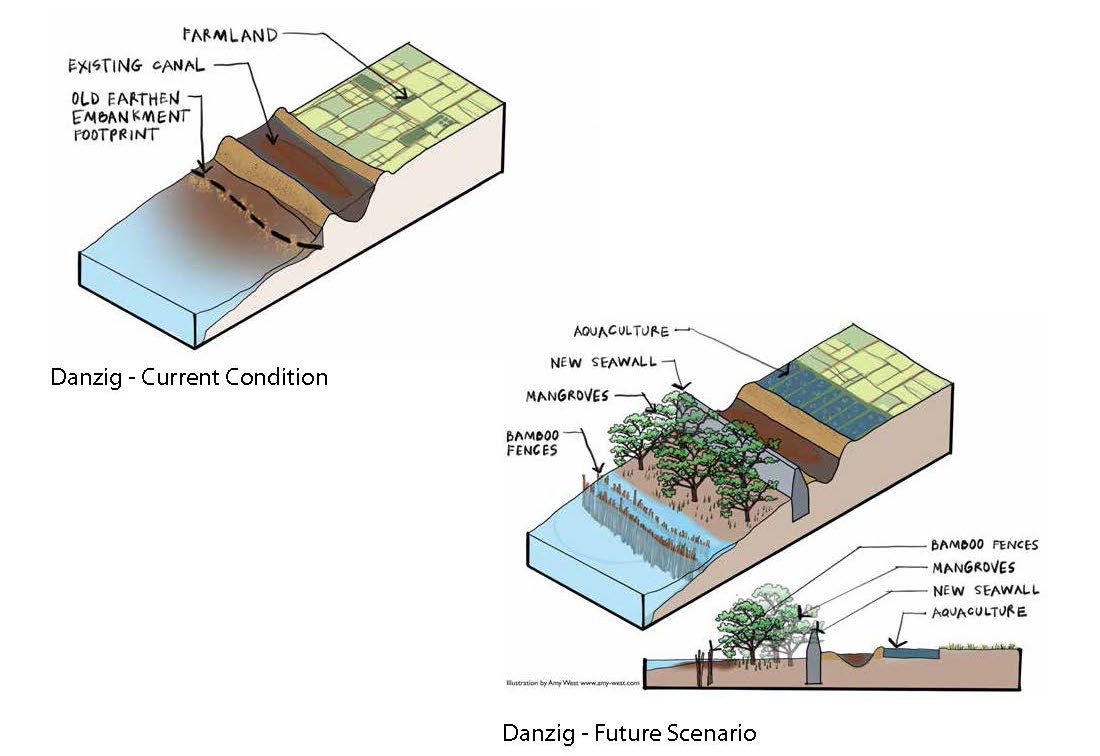 FARMLAND
EXISTING CANAL
OLD EARTHEN
EMBANKMENT
FOOTPRINT
Danzig - Current Condition
AQUACULTURE
NEW SEAWALL
MANGROVES
BAMBOO
FENCES
BAMBOO FENCES
MANGROVES
NEW SEAWALL
AQUACULTURE
Illustration by Amy West www.amy-west.com
Danzig - Future Scenario